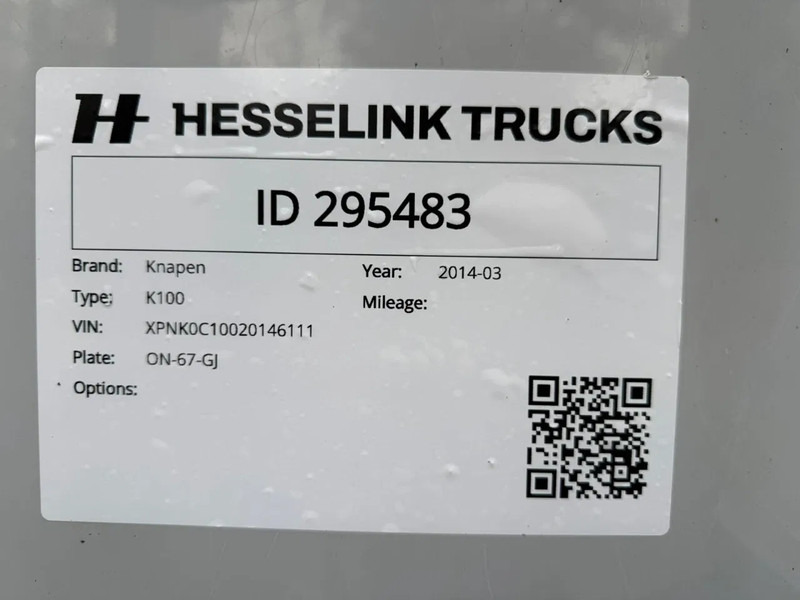 H HESSELINK TRUCKS
ID 295483
Brand: Knapen
Year: 2014-03
Type: K100
Mileage:
VIN: XPNK0C10020146111
Plate: ON-67-GJ
Options: